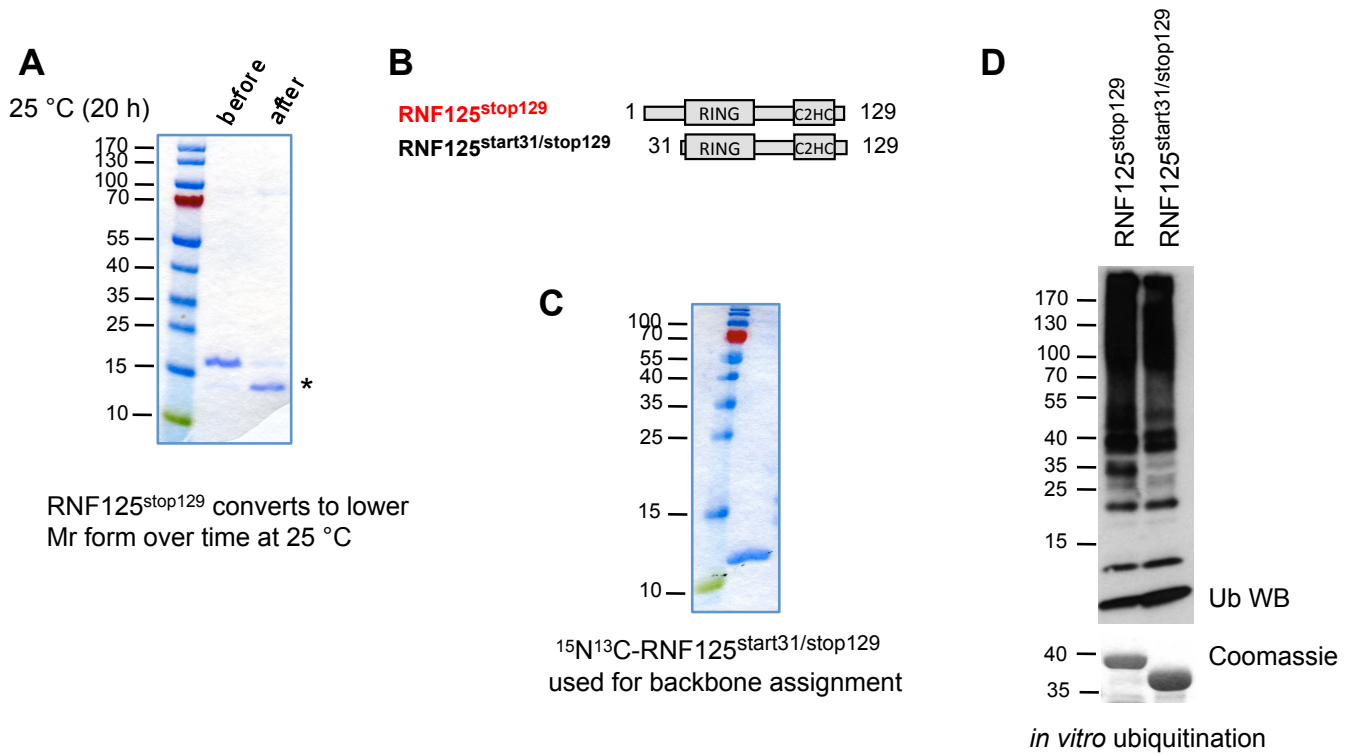 A
25 °C (20 h)
before
after
170
130
100
70
55
40
35
25
15
10
*
RNF125stop129 converts to lower
Mr form over time at 25 °C
B
RNF125stop129
1
RING
C2HC
129
RNF125start31/stop129
31
RING
C2HC
129
C
100
70
55
40
35
25
15
10
15N13C-RNF125start31/stop129
used for backbone assignment
D
RNF125stop129
RNF125start31/stop129
170
130
100
70
55
40
35
25
15
Ub WB
40
35
Coomassie
in vitro ubiquitination